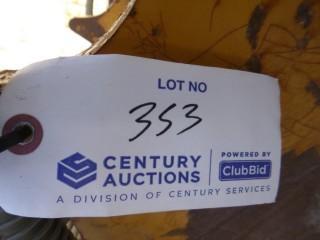 LOT NO
353
CENTURY AUCTIONS
POWERED BY
ClubBid
A DIVISION OF CENTURY SERVICES